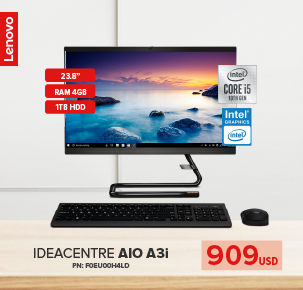 Lenovo
23.8"
RAM 4GB
1TB HDD
intel
CORE i5
10TH GEN
Intel
GRAPHICS
intel
IDEACENTRE AIO A3i
PN: F0EU00H4LD
909USD